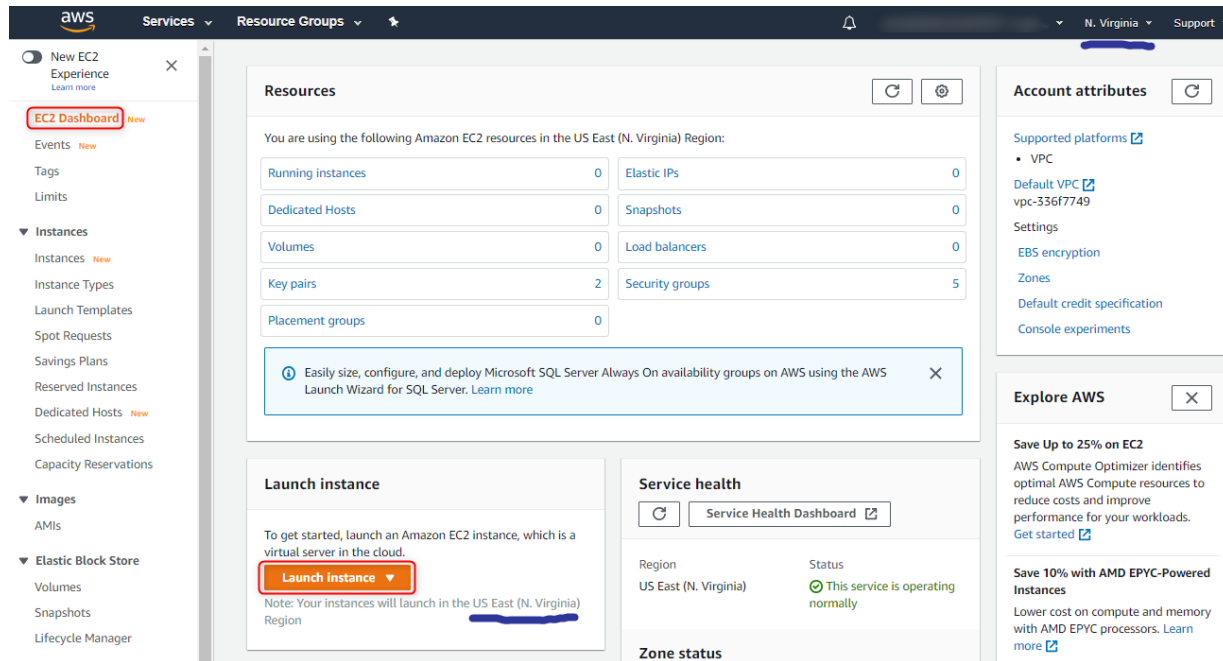 aws
Services
Resource Groups
N. Virginia
Support
New EC2
Experience
Learn more
EC2 Dashboard New
Events New
Tags
Limits
Instances
Instances New
Instance Types
Launch Templates
Spot Requests
Savings Plans
Reserved Instances
Dedicated Hosts New
Scheduled Instances
Capacity Reservations
Images
AMIs
Elastic Block Store
Volumes
Snapshots
Lifecycle Manager
Resources
You are using the following Amazon EC2 resources in the US East (N. Virginia) Region:
Running instances 0
Elastic IPs 0
Dedicated Hosts 0
Snapshots 0
Volumes 0
Load balancers 0
Key pairs 2
Security groups 5
Placement groups 0
Easily size, configure, and deploy Microsoft SQL Server Always On availability groups on AWS using the AWS
Launch Wizard for SQL Server. Learn more
Launch instance
To get started, launch an Amazon EC2 instance, which is a
virtual server in the cloud.
Launch instance
Note: Your instances will launch in the US East (N. Virginia)
Region
Service health
Service Health Dashboard
Region
Status
US East (N. Virginia)
This service is operating
normally
Zone status
Account attributes
Supported platforms
• VPC
Default VPC
vpc-336f7749
Settings
EBS encryption
Zones
Default credit specification
Console experiments
Explore AWS
Save Up to 25% on EC2
AWS Compute Optimizer identifies
optimal AWS Compute resources to
reduce costs and improve
performance for your workloads.
Get started
Save 10% with AMD EPYC-Powered
Instances
Lower cost on compute and memory
with AMD EPYC processors. Learn
more